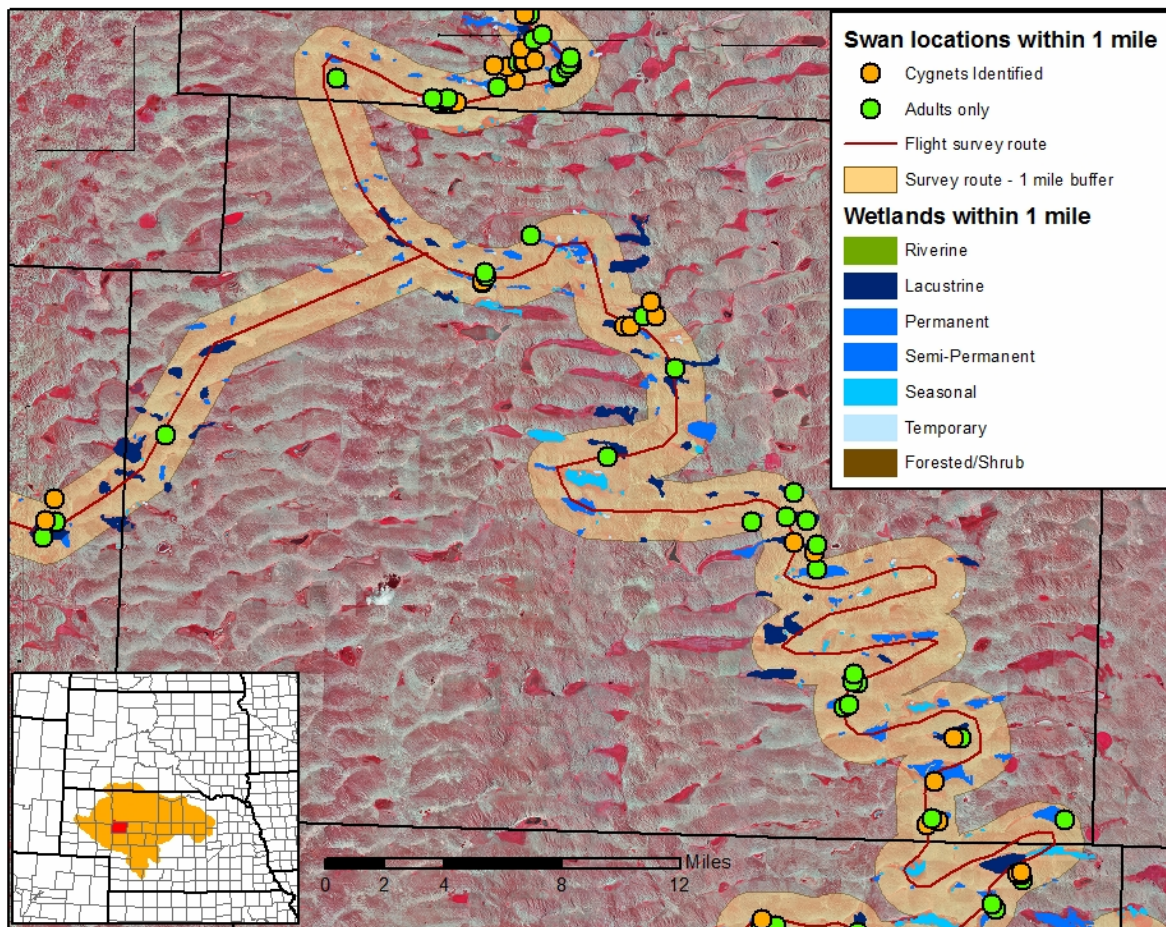 Swan locations within 1 mile
Cygnets Identified
Adults only
Flight survey route
Survey route - 1 mile buffer
Wetlands within 1 mile
Riverine
Lacustrine
Permanent
Semi-Permanent
Seasonal
Temporary
Forested/Shrub
Miles
0 2 4 8 12